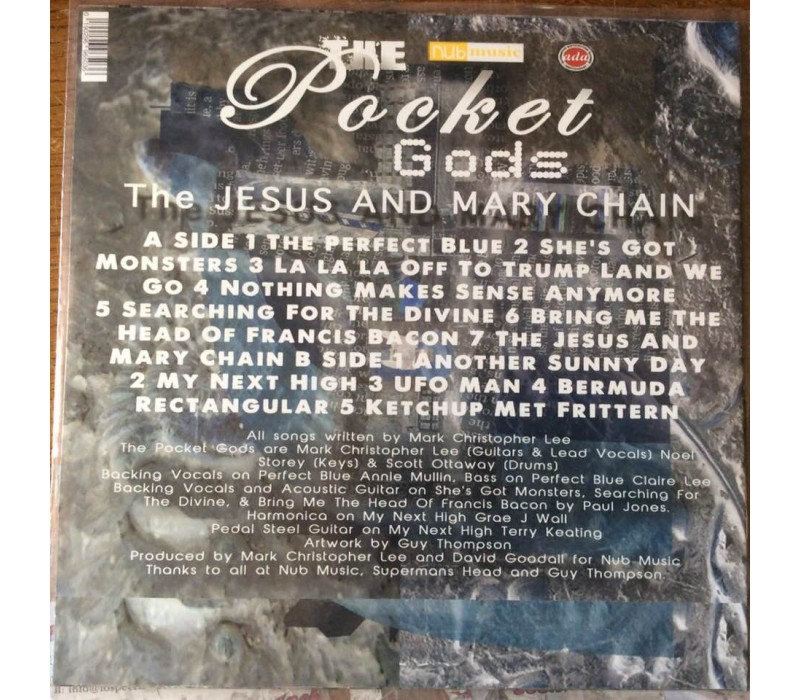 THE
nub music
ada
Pocket
Gods
The JESUS AND MARY CHAIN
A SIDE 1 THE PERFECT BLUE 2 SHE'S GOT
MONSTERS 3 LA LA LA OFF TO TRUMP LAND WE
GO 4 NOTHING MAKES SENSE ANYMORE
5 SEARCHING FOR THE DIVINE 6 BRING ME THE
HEAD OF FRANCIS BACON 7 THE JESUS AND
MARY CHAIN B SIDE 1 ANOTHER SUNNY DAY
2 MY NEXT HIGH 3 UFO MAN 4 BERMUDA
RECTANGULAR 5 KETCHUP MET FRITTERN
All songs written by Mark Christopher Lee
The Pocket Gods are Mark Christopher Lee (Guitars & Lead Vocals) Noel
Storey (Keys) & Scott Ottaway (Drums)
Backing Vocals on Perfect Blue Annie Mullin, Bass on Perfect Blue Claire Lee
Backing Vocals and Acoustic Guitar on She's Got Monsters, Searching For
The Divine, & Bring Me The Head Of Francis Bacon by Paul Jones.
Harmonica on My Next High Grae J Wall
Pedal Steel Guitar on My Next High Terry Keating
Artwork by Guy Thompson
Produced by Mark Christopher Lee and David Goodall for Nub Music
Thanks to all at Nub Music, Supermans Head and Guy Thompson.